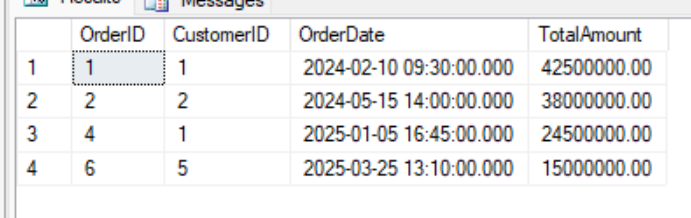 Results Messages
OrderID CustomerID OrderDate TotalAmount
1 1 1 2024-02-10 09:30:00.000 42500000.00
2 2 2 2024-05-15 14:00:00.000 38000000.00
3 4 1 2025-01-05 16:45:00.000 24500000.00
4 6 5 2025-03-25 13:10:00.000 15000000.00